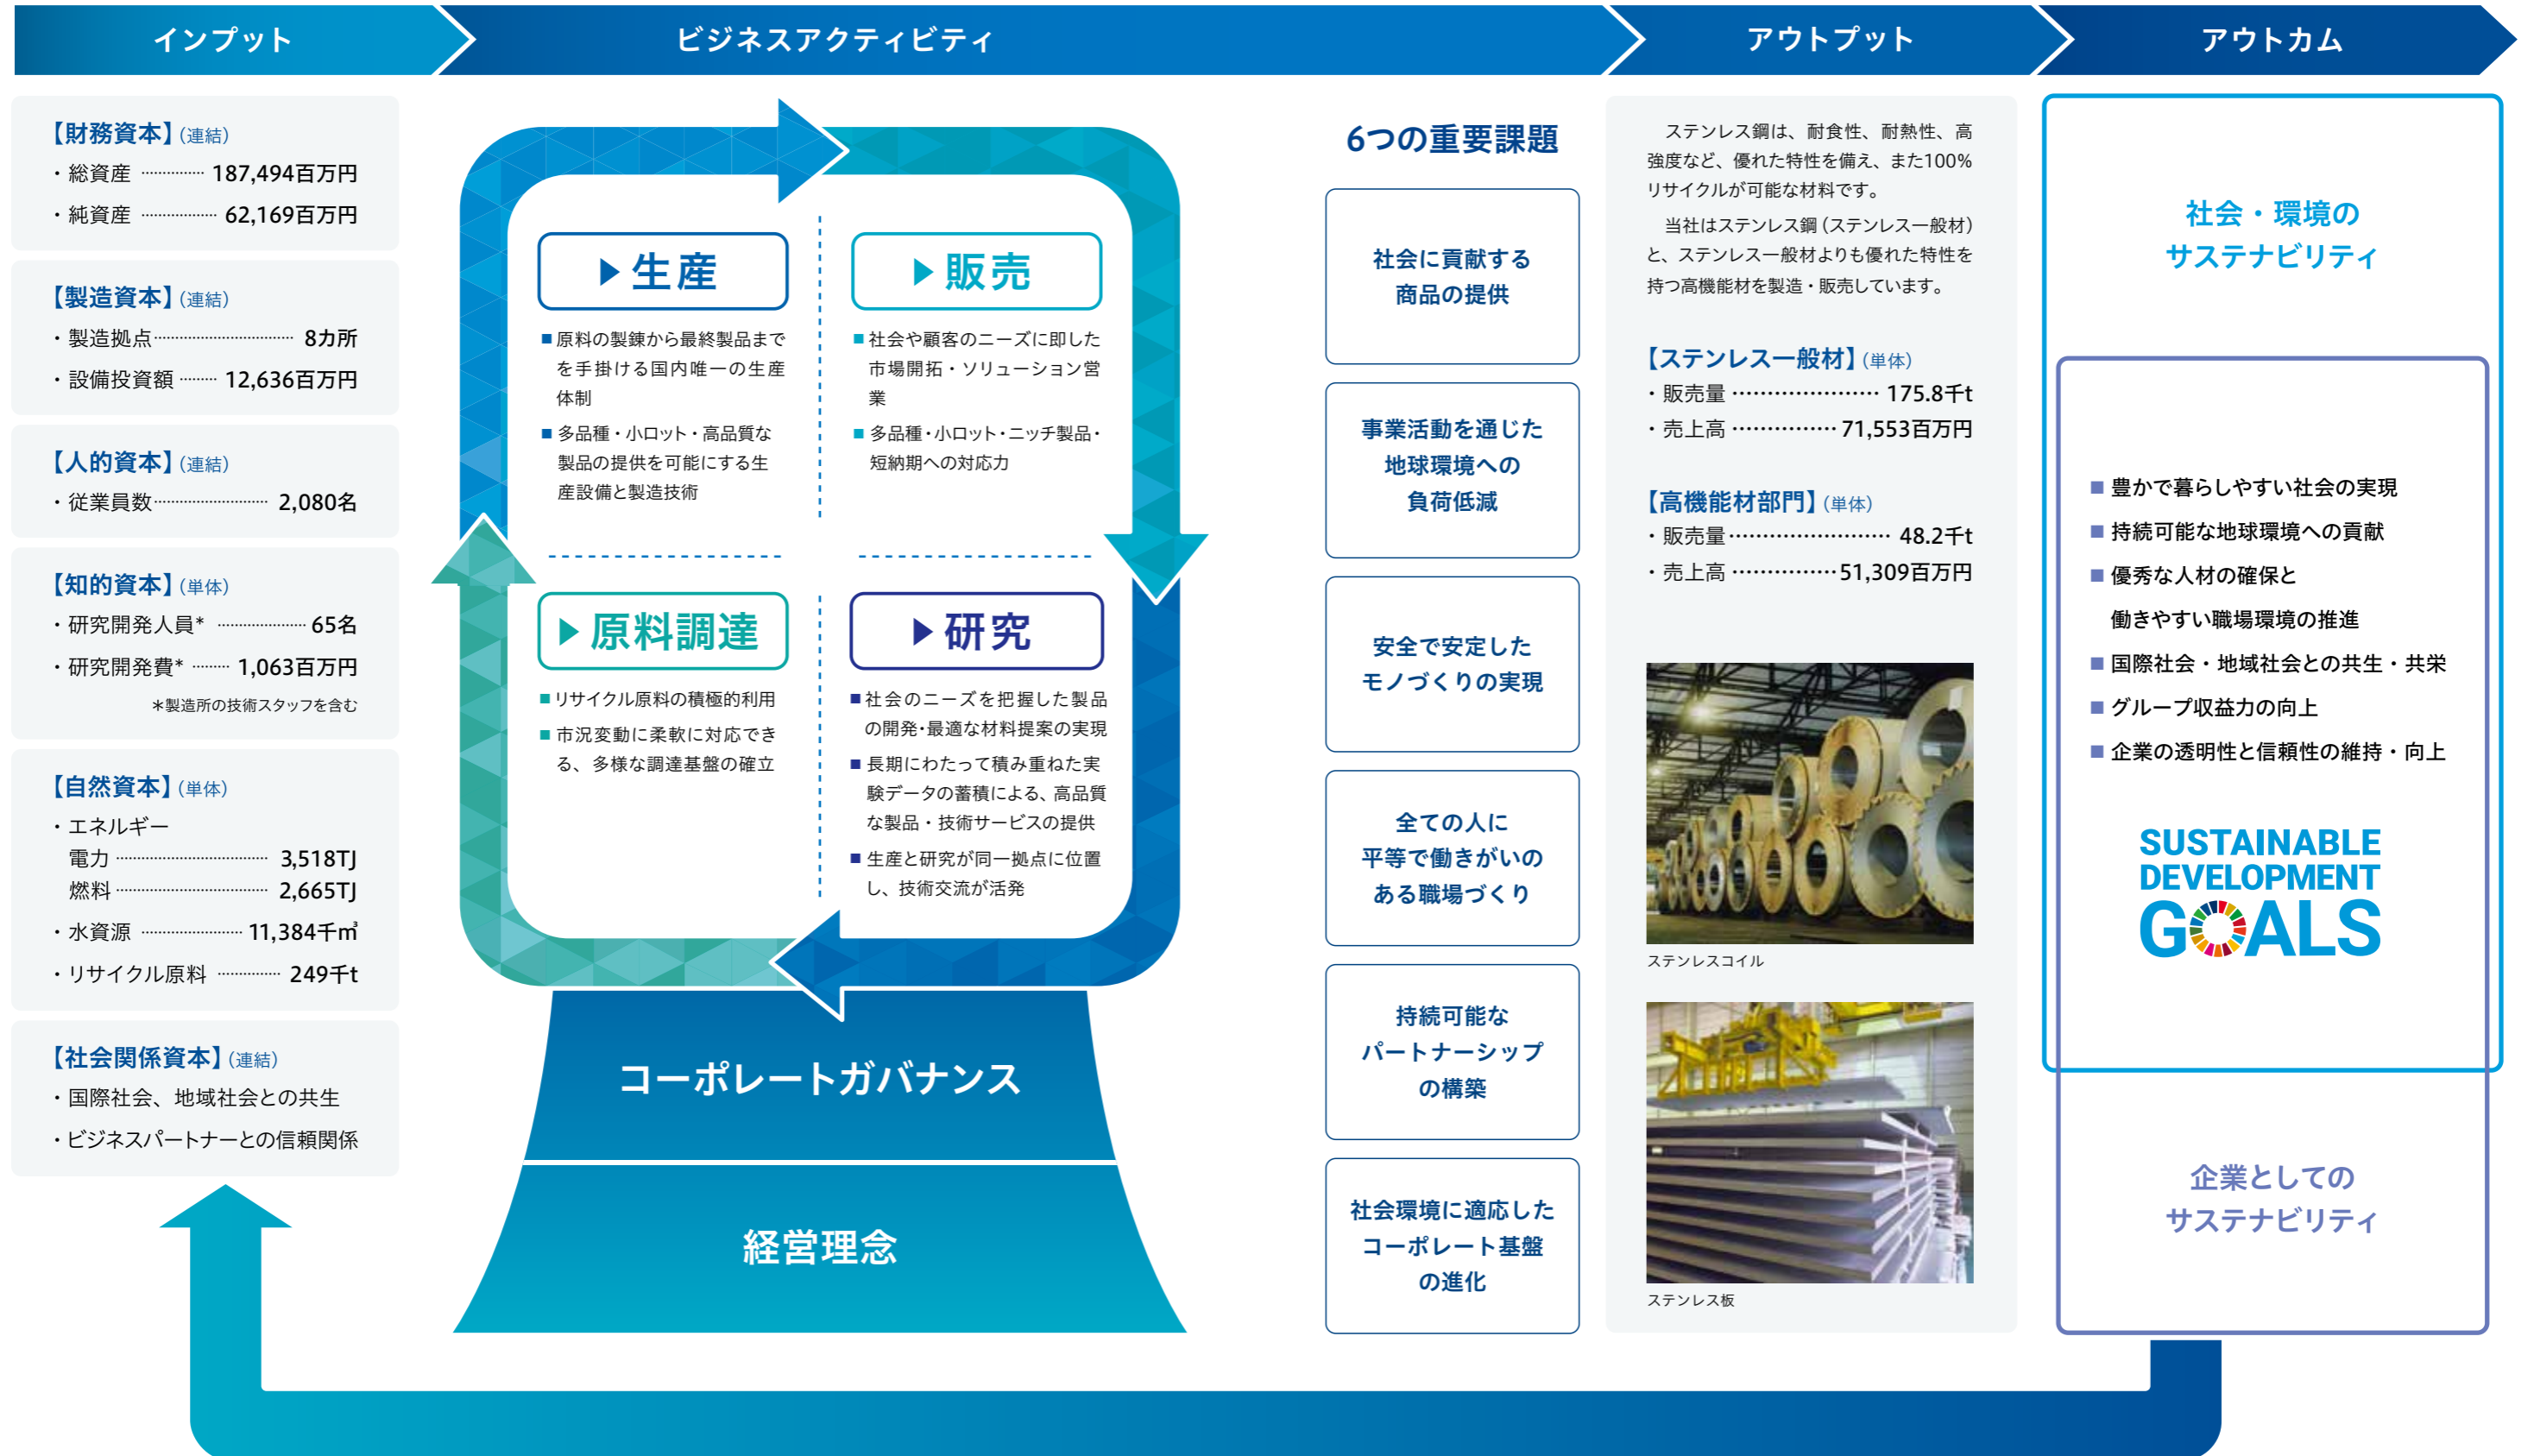 インプット
ビジネスアクティビティ
アウトプット
アウトカム
【財務資本】(連結)
・総資産 ............... 187,494百万円
・純資産 .................. 62,169百万円
【製造資本】(連結)
・製造拠点................................. 8カ所
・設備投資額 ......... 12,636百万円
【人的資本】(連結)
・従業員数........................... 2,080名
【知的資本】(単体)
・研究開発人員* ..................... 65名
・研究開発費* ......... 1,063百万円
＊製造所の技術スタッフを含む
【自然資本】(単体)
・エネルギー
電力 .................................... 3,518TJ
燃料 .................................... 2,665TJ
・水資源 ........................ 11,384千㎥
・リサイクル原料 ............... 249千t
【社会関係資本】(連結)
・国際社会、地域社会との共生
・ビジネスパートナーとの信頼関係
▶生産
■原料の製錬から最終製品まで
を手掛ける国内唯一の生産
体制
■多品種・小ロット・高品質な
製品の提供を可能にする生
産設備と製造技術
▶販売
■社会や顧客のニーズに即した
市場開拓・ソリューション営
業
■多品種・小ロット・ニッチ製品・
短納期への対応力
▶原料調達
■リサイクル原料の積極的利用
■市況変動に柔軟に対応でき
る、多様な調達基盤の確立
▶研究
■社会のニーズを把握した製品
の開発・最適な材料提案の実現
■長期にわたって積み重ねた実
験データの蓄積による、高品質
な製品・技術サービスの提供
■生産と研究が同一拠点に位置
し、技術交流が活発
コーポレートガバナンス
経営理念
6つの重要課題
社会に貢献する
商品の提供
事業活動を通じた
地球環境への
負荷低減
安全で安定した
モノづくりの実現
全ての人に
平等で働きがいの
ある職場づくり
持続可能な
パートナーシップ
の構築
社会環境に適応した
コーポレート基盤
の進化
ステンレス鋼は、耐食性、耐熱性、高
強度など、優れた特性を備え、また100％
リサイクルが可能な材料です。
当社はステンレス鋼（ステンレス一般材）
と、ステンレス一般材よりも優れた特性を
持つ高機能材を製造・販売しています。
【ステンレス一般材】(単体)
・販売量 ..................... 175.8千t
・売上高 ............... 71,553百万円
【高機能材部門】(単体)
・販売量........................ 48.2千t
・売上高 ...............51,309百万円
ステンレスコイル
ステンレス板
社会・環境の
サステナビリティ
■豊かで暮らしやすい社会の実現
■持続可能な地球環境への貢献
■優秀な人材の確保と
働きやすい職場環境の推進
■国際社会・地域社会との共生・共栄
■グループ収益力の向上
■企業の透明性と信頼性の維持・向上
SUSTAINABLE
DEVELOPMENT
GOALS
企業としての
サステナビリティ